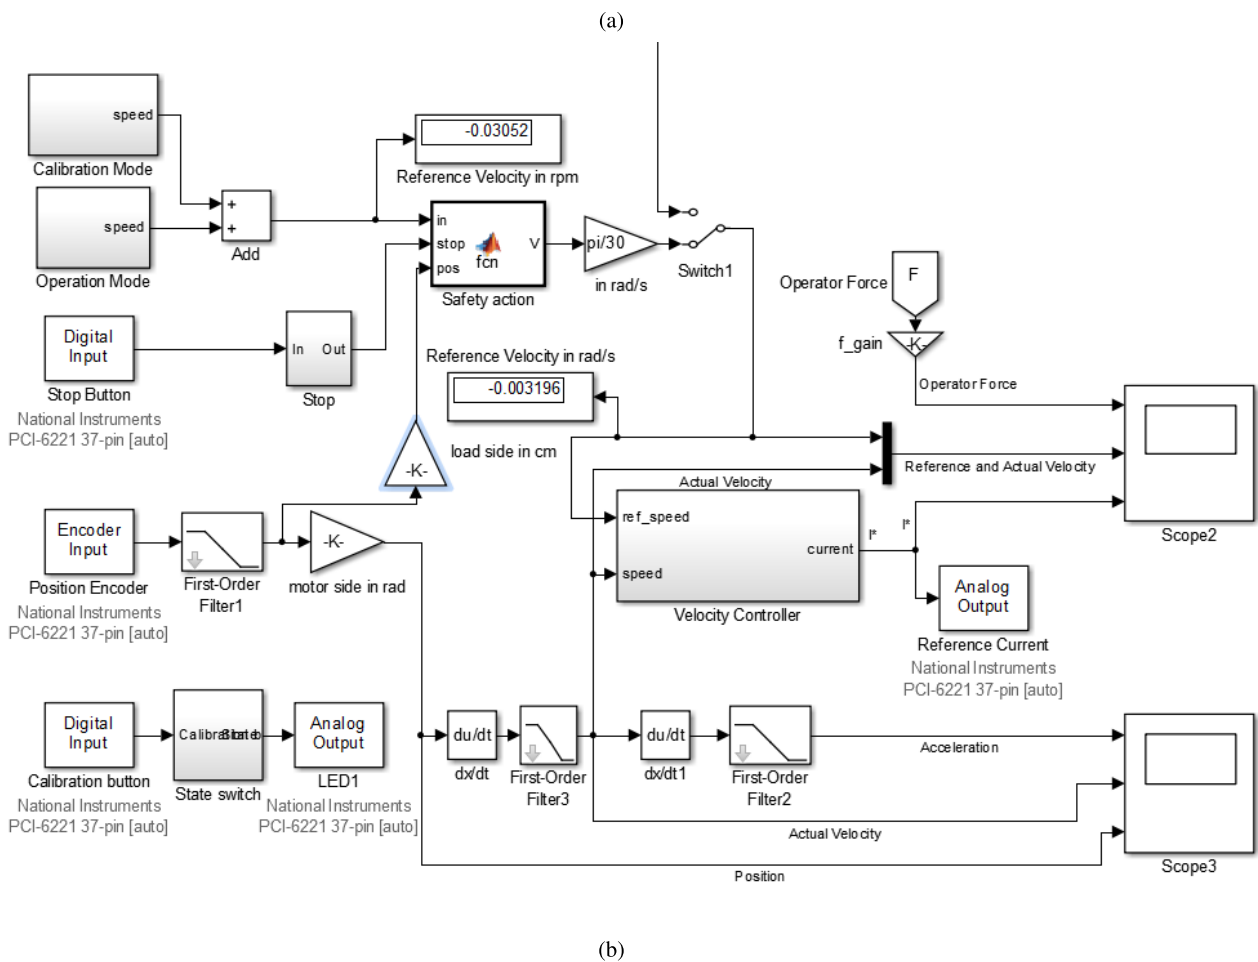 (a)
speed
Calibration Mode
speed
Operation Mode
+
+
Add
-0.03052
Reference Velocity in rpm
in
stop
pos
fcn
V
Safety action
pi/30
in rad/s
Switch1
Digital
Input
Stop Button
National Instruments
PCI-6221 37-pin [auto]
In Out
Stop
Reference Velocity in rad/s
-0.003196
load side in cm
-K-
Operator Force
F
f_gain
-K-
Operator Force
Reference and Actual Velocity
Actual Velocity
Scope2
Encoder
Input
Position Encoder
National Instruments
PCI-6221 37-pin [auto]
First-Order
Filter1
-K-
motor side in rad
ref_speed
speed
current
Velocity Controller
I*
I*
Analog
Output
Reference Current
National Instruments
PCI-6221 37-pin [auto]
Digital
Input
Calibration button
National Instruments
PCI-6221 37-pin [auto]
State switch
Analog
Output
LED1
National Instruments
PCI-6221 37-pin [auto]
du/dt
dx/dt
First-Order
Filter3
du/dt
dx/dt1
First-Order
Filter2
Acceleration
Actual Velocity
Position
Scope3
(b)